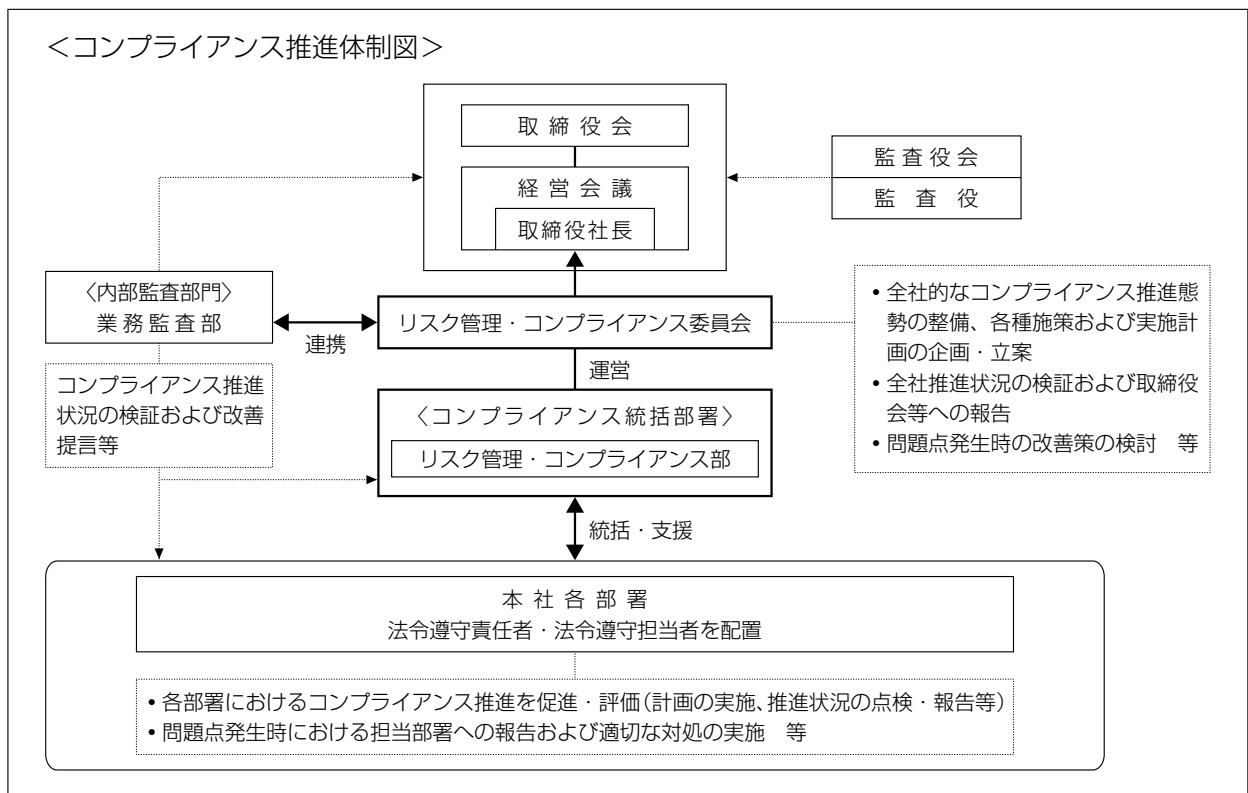 ＜コンプライアンス推進体制図＞
取締役会
経営会議
取締役社長
監査役会
監査役
〈内部監査部門〉
業務監査部
連携
リスク管理・コンプライアンス委員会
・全社的なコンプライアンス推進態
勢の整備、各種施策および実施計
画の企画・立案
・全社推進状況の検証および取締役
会等への報告
・問題点発生時の改善策の検討　等
運営
コンプライアンス推進
状況の検証および改善
提言等
〈コンプライアンス統括部署〉
リスク管理・コンプライアンス部
統括・支援
本社各部署
法令遵守責任者・法令遵守担当者を配置
・各部署におけるコンプライアンス推進を促進・評価（計画の実施、推進状況の点検・報告等）
・問題点発生時における担当部署への報告および適切な対処の実施　等